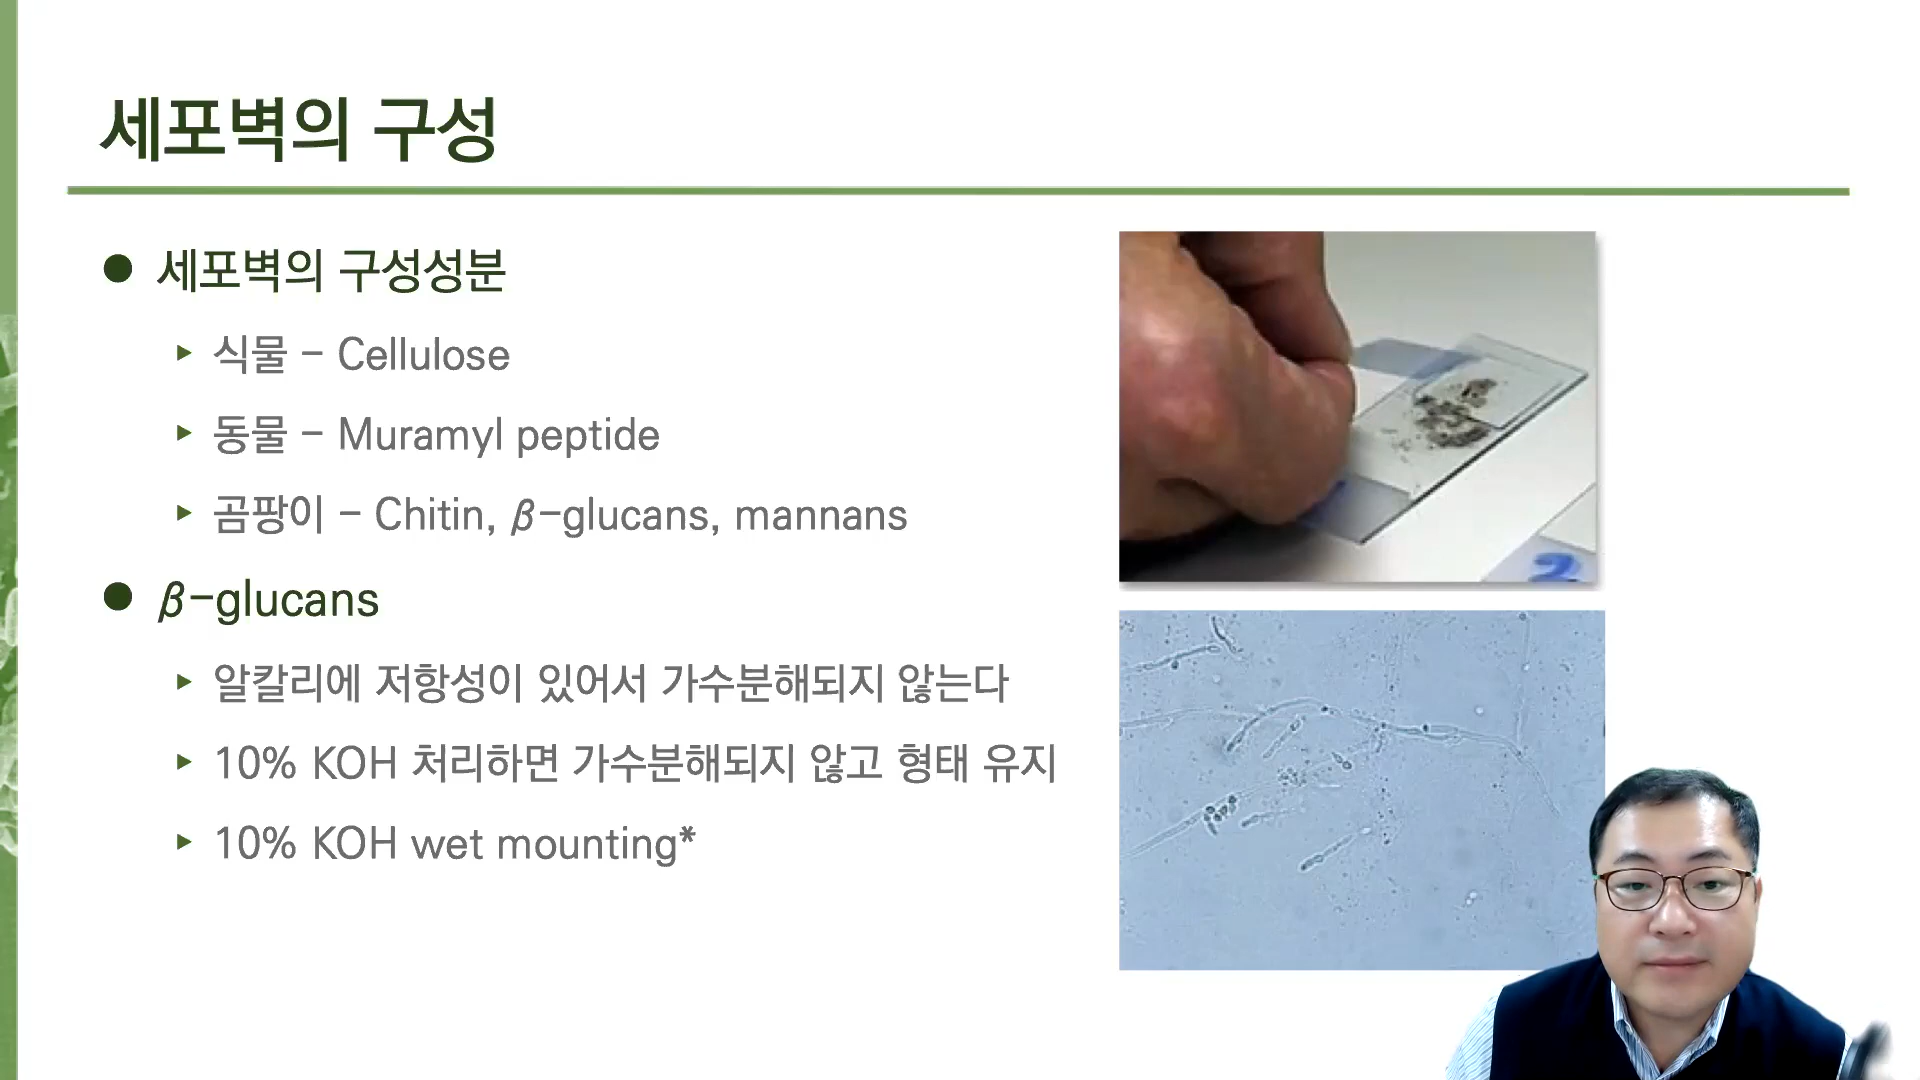 세포벽의 구성
● 세포벽의 구성성분
▸ 식물 - Cellulose
▸ 동물 - Muramyl peptide
▸ 곰팡이 - Chitin, β-glucans, mannans
● β-glucans
▸ 알칼리에 저항성이 있어서 가수분해되지 않는다
▸ 10% KOH 처리하면 가수분해되지 않고 형태 유지
▸ 10% KOH wet mounting*
2